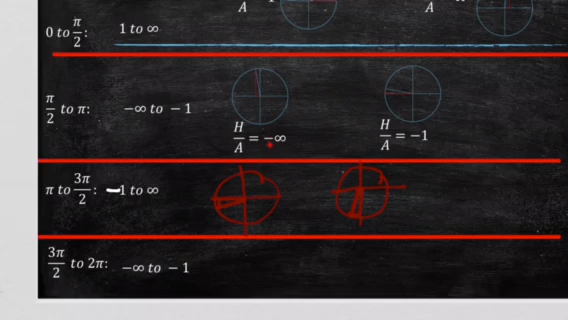 A
A
0 to π/2: 1 to ∞
π/2 to π: −∞ to − 1
H/A = −∞
H/A = −1
π to 3π/2: −1 to ∞
3π/2 to 2π: −∞ to − 1